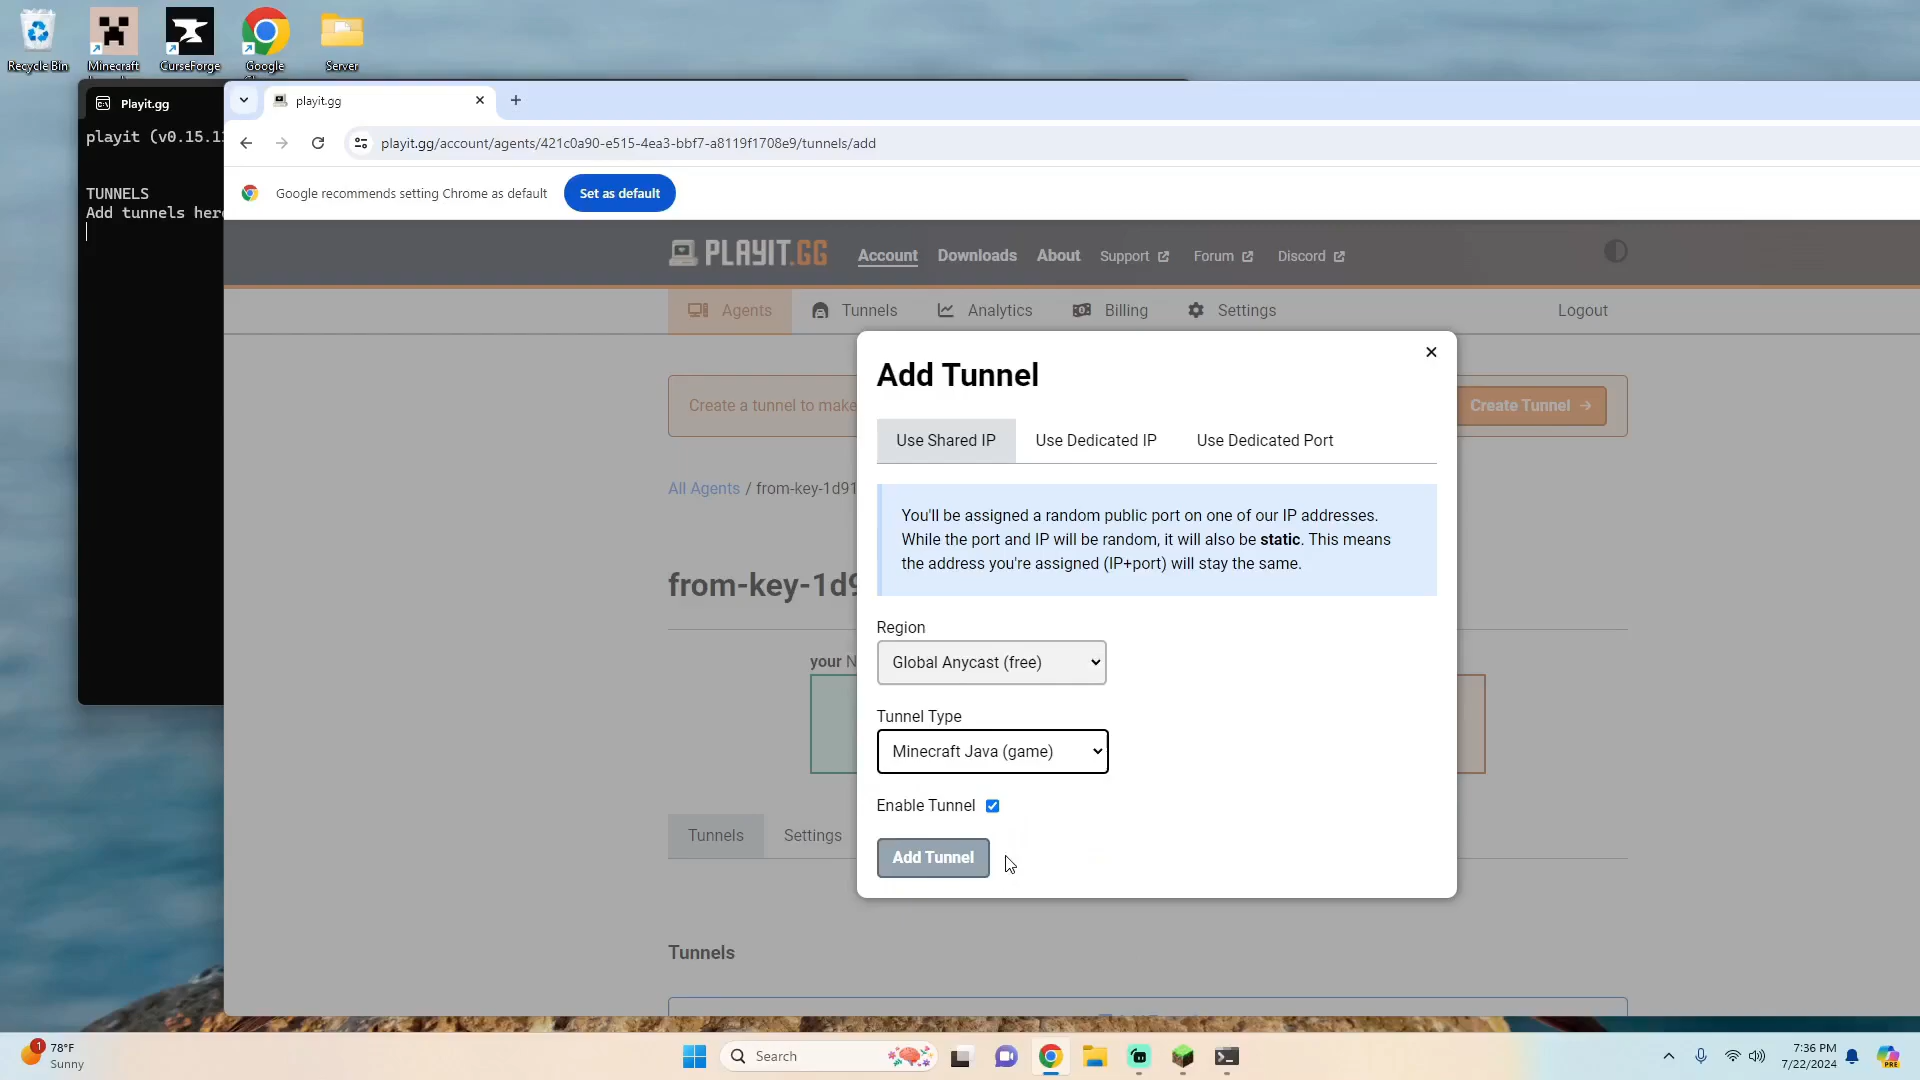 Recycle Bin
Minecraft
CurseForge
Google
Server
Playit.gg
playit.gg
playit (v0.15.1
playit.gg/account/agents/421c0a90-e515-4ea3-bbf7-a8119f1708e9/tunnels/add
TUNNELS
Google recommends setting Chrome as default
Set as default
Add tunnels her
PLAYIT.GG
Account
Downloads
About
Support
Forum
Discord
Agents
Tunnels
Analytics
Billing
Settings
Logout
Add Tunnel
Create a tunnel to make
Create Tunnel →
Use Shared IP
Use Dedicated IP
Use Dedicated Port
All Agents / from-key-1d91
You'll be assigned a random public port on one of our IP addresses.
While the port and IP will be random, it will also be static. This means
the address you're assigned (IP+port) will stay the same.
from-key-1d9
Region
Global Anycast (free)
your N
Tunnel Type
Minecraft Java (game)
Enable Tunnel
Tunnels
Settings
Add Tunnel
Tunnels
1
78°F
Sunny
Search
PRE
7:36 PM
7/22/2024